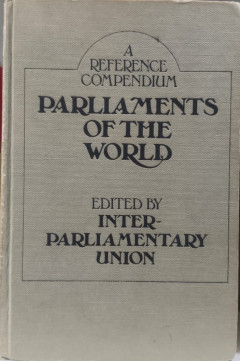 A
REFERENCE
COMPENDIUM
PARLIAMENTS
OF THE
WORLD
EDITED BY
INTER-
PARLIAMENTARY
UNION